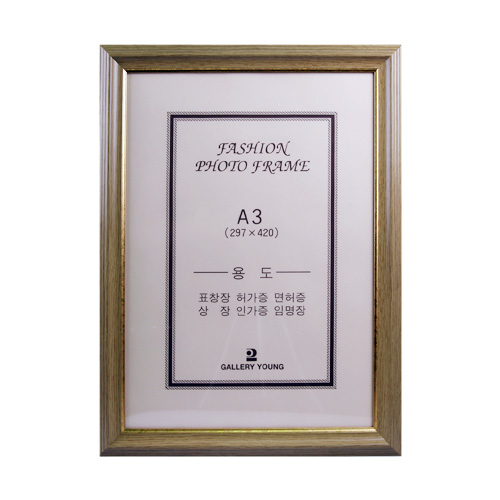 FASHION
PHOTO FRAME
A3
(297×420)
용 도
표창장 허가증 면허증
상 장 인가증 임명장
GALLERY YOUNG